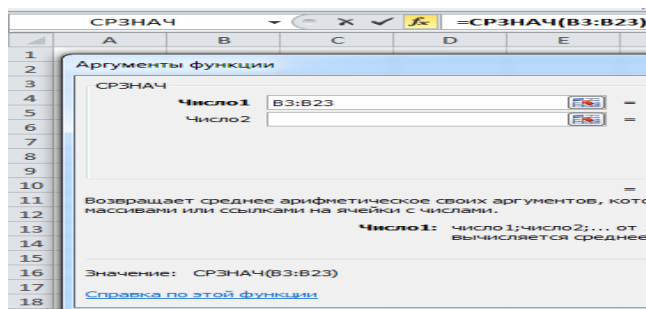 СРЗНАЧ =СРЗНАЧ(B3:B23)
A B C D E
1
2 Аргументы функции
3 СРЗНАЧ
4 Число1 B3:B23 =
5 Число2 =
6
7
8
9
10 =
11 Возвращает среднее арифметическое своих аргументов, кото
12 массивами или ссылками на ячейки с числами.
13 Число1: число1;число2;... от
14 вычисляется среднее
15
16 Значение: СРЗНАЧ(B3:B23)
17 Справка по этой функции
18